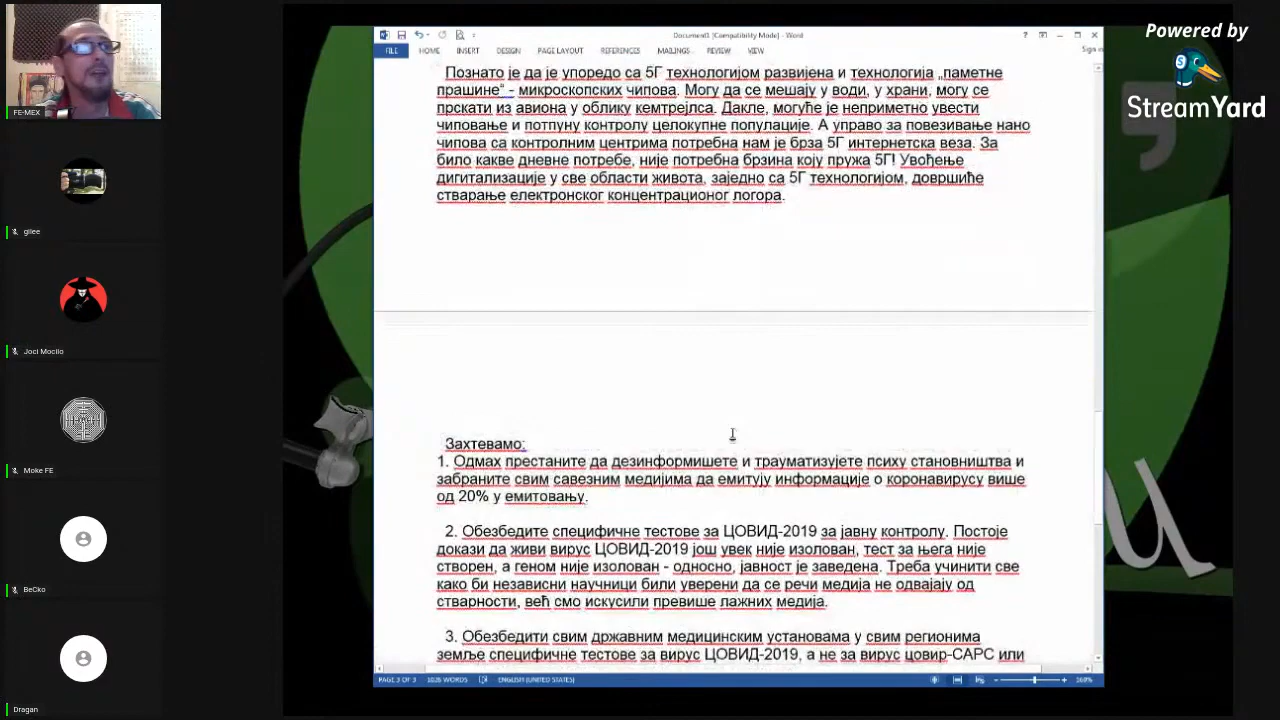 Powered by
StreamYard
FE-MEX
gilee
Joci Mocilo
Moke FE
BeCko
Dragan
Document1 [Compatibility Mode] - Word
Sign in
FILE HOME INSERT DESIGN PAGE LAYOUT REFERENCES MAILINGS REVIEW VIEW
Познато је да је упоредо са 5Г технологијом развијена и технологија „паметне
прашине“ - микроскопских чипова. Могу да се мешају у води, у храни, могу се
прскати из авиона у облику кемтрејлса. Дакле, могуће је неприметно увести
чиповање и потпуну контролу целокупне популације. А управо за повезивање нано
чипова са контролним центрима потребна нам је брза 5Г интернетска веза. За
било какве дневне потребе, није потребна брзина коју пружа 5Г! Увођење
дигитализације у све области живота, заједно са 5Г технологијом, довршиће
стварање електронског концентрационог логора.
Захтевамо:
1. Одмах престаните да дезинформишете и трауматизујете психу становништва и
забраните свим савезним медијима да емитују информације о коронавирусу више
од 20% у емитовању.
2. Обезбедите специфичне тестове за ЦОВИД-2019 за јавну контролу. Постоје
докази да живи вирус ЦОВИД-2019 још увек није изолован, тест за њега није
створен, а геном није изолован - односно, јавност је заведена. Треба учинити све
како би независни научници били уверени да се речи медија не одвајају од
стварности, већ смо искусили превише лажних медија.
3. Обезбедити свим државним медицинским установама у свим регионима
земље специфичне тестове за вирус ЦОВИД-2019, а не за вирус цовир-САРС или
PAGE 3 OF 3 1026 WORDS ENGLISH (UNITED STATES) 160%